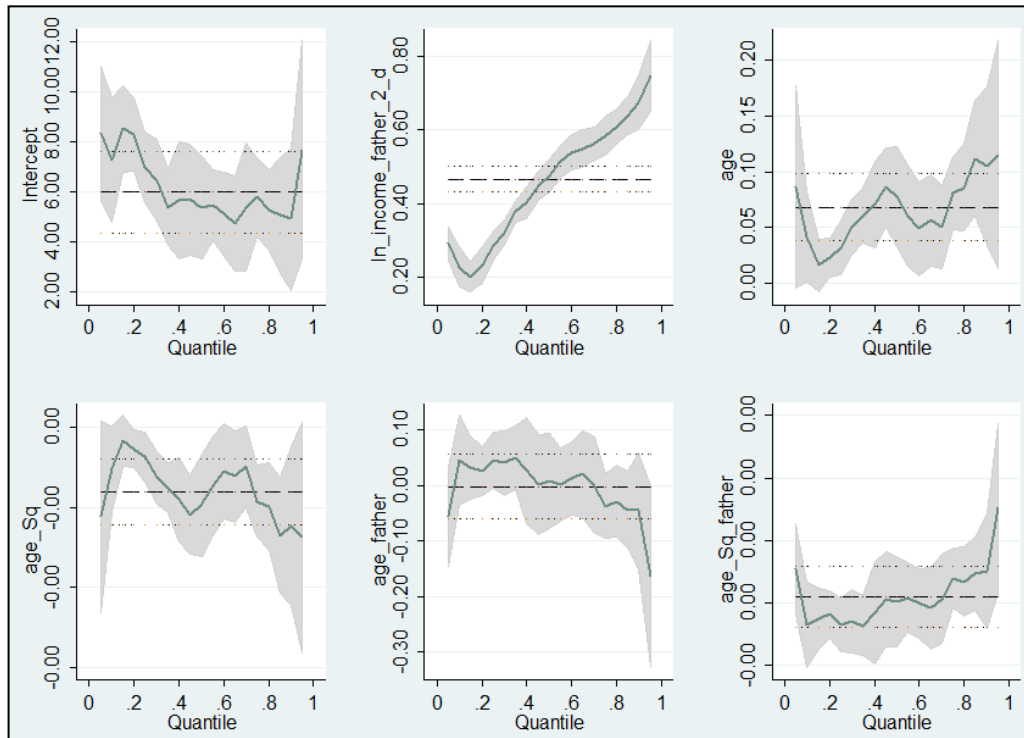 Intercept
12.00
10.00
8.00
6.00
4.00
2.00
0 .2 .4 .6 .8 1
Quantile
ln_income_father_2_d
0.80
0.60
0.40
0.20
0 .2 .4 .6 .8 1
Quantile
age
0.20
0.15
0.10
0.05
0.00
0 .2 .4 .6 .8 1
Quantile
age_Sq
0.00
-0.00
-0.00
-0.00
0 .2 .4 .6 .8 1
Quantile
age_father
0.10
0.00
-0.10
-0.20
-0.30
0 .2 .4 .6 .8 1
Quantile
age_Sq_father
0.00
0.00
0.00
0.00
-0.00
0 .2 .4 .6 .8 1
Quantile